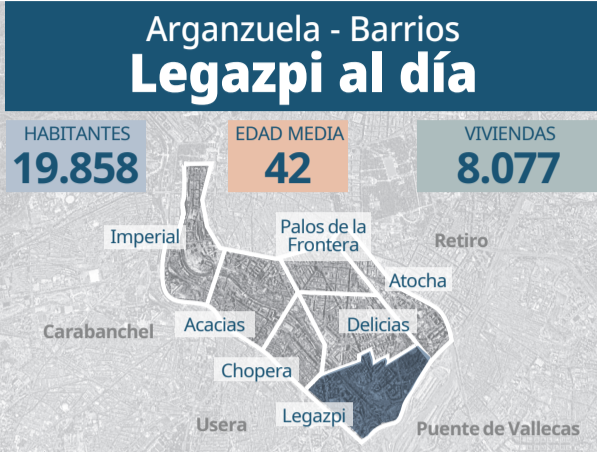 Arganzuela - Barrios
Legazpi al día
HABITANTES
19.858
EDAD MEDIA
42
VIVIENDAS
8.077
Imperial
Palos de la
Frontera
Retiro
Atocha
Carabanchel
Acacias
Delicias
Chopera
Legazpi
Usera
Puente de Vallecas